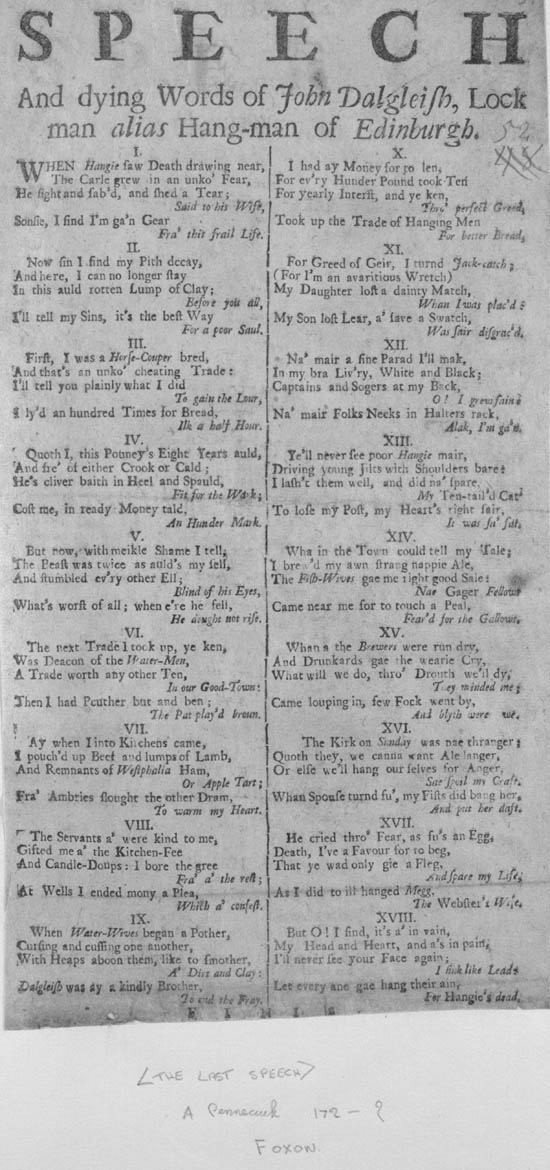 SPEECH
And dying Words of John Dalgleish, Lock
man alias Hang-man of Edinburgh.
52
I.
WHEN Hangie saw Death drawing near,
The Carle grew in an unko' Fear,
He sight and sab'd, and shed a Tear;
Said to his Wife,
Sonsie, I find I'm ga'n Gear
Fra' this frail Life.
II.
Now sin I find my Pith decay,
And here, I can no longer stay
In this auld rotten Lump of Clay;
Before you all,
I'll tell my Sins, it's the best Way
For a poor Saul.
III.
First, I was a Horse-Couper bred,
And that's an unko' cheating Trade:
I'll tell you plainly what I did
To gain the Lour,
I ly'd an hundred Times for Bread,
Ilk a half Hour.
IV.
Quoth I, this Pouney's Eight Years auld,
And fre' of either Crook or Cald;
He's cliver baith in Heel and Spauld,
Fit for the Wark;
Cost me, in ready Money tald,
An Hunder Mark.
V.
But now, with meikle Shame I tell,
The Beast was twice as auld's my sell,
And stumbled ev'ry other Ell;
Blind of his Eyes,
What's worst of all; when e're he fell,
He dought not rise.
VI.
The next Trade I took up, ye ken,
Was Deacon of the Water-Men,
A Trade worth any other Ten,
In our Good-Town:
Then I had Peuther but and ben;
The Pat play'd broun.
VII.
Ay when I into Kitchens came,
I pouch'd up Beef and lumps of Lamb,
And Remnants of Westphalia Ham,
Or Apple Tart;
Fra' Ambries slought the other Dram,
To warm my Heart.
VIII.
The Servants a' were kind to me,
Gifted me a' the Kitchen-Fee
And Candle-Doups: I bore the gree
Fra' a' the rest;
At Wells I ended mony a Plea,
Whilk a' confest.
IX.
When Water-Wives began a Pother,
Cursing and cuffing one another,
With Heaps aboon them, like to smother,
A' Dirt and Clay:
Dalgleish was ay a kindly Brother,
To end the Fray.
X.
I had ay Money for to len,
For ev'ry Hunder Pound took Ten
For yearly Interist, and ye ken,
Thro' perfect Greed,
Took up the Trade of Hanging Men
For better Bread,
XI.
For Greed of Geir, I turnd Jack-catch;
(For I'm an avaritious Wretch)
My Daughter lost a dainty Match,
Whan I was plac'd:
My Son lost Lear, a' save a Swatch,
Was sair disgrac'd.
XII.
Na' mair a fine Parad I'll mak,
In my bra Liv'ry, White and Black;
Captains and Sogers at my Back,
O! I grew fain:
Na' mair Folks Necks in Halters rack,
Alak, I'm ga'n.
XIII.
Ye'll never see poor Hangie mair,
Driving young Jilts with Shoulders bare:
I lash't them well, and did na' spare,
My Ten-tail'd Cat
To lose my Post, my Heart's right sair,
It was sa' fat.
XIV.
Wha in the Town could tell my Tale;
I brew'd my awn strang nappie Ale,
The Fish-Wives gae me right good Sale:
Nae Gager Fellows
Came near me for to touch a Peal,
Fear'd for the Gallows.
XV.
Whan a the Brewers were run dry,
And Drunkards gae the wearie Cry,
What will we do, thro' Drouth we'll dy,
They minded me;
Came louping in, few Fock went by,
And blyth were we.
XVI.
The Kirk on Sunday was nae thranger;
Quoth they, we canna want Ale langer,
Or else we'll hang our selves for Anger,
Sae spoil my Craft.
Whan Spouse turnd fu', my Fists did bang her,
And put her daft.
XVII.
He cried thro' Fear, as fu's an Egg,
Death, I've a Favour for to beg,
That ye wad only gie a Fleg,
And spare my Life,
As I did to ill hanged Megg,
The Webster's Wife.
XVIII.
But O! I find, it's a' in vain,
My Head and Heart, and a's in pain,
I'll never see your Face again;
I sink like Lead:
Let every ane gae hang their ain,
For Hangie's dead.
FINIS
<THE LAST SPEECH>
A Pennecuik 172-?
FOXON.